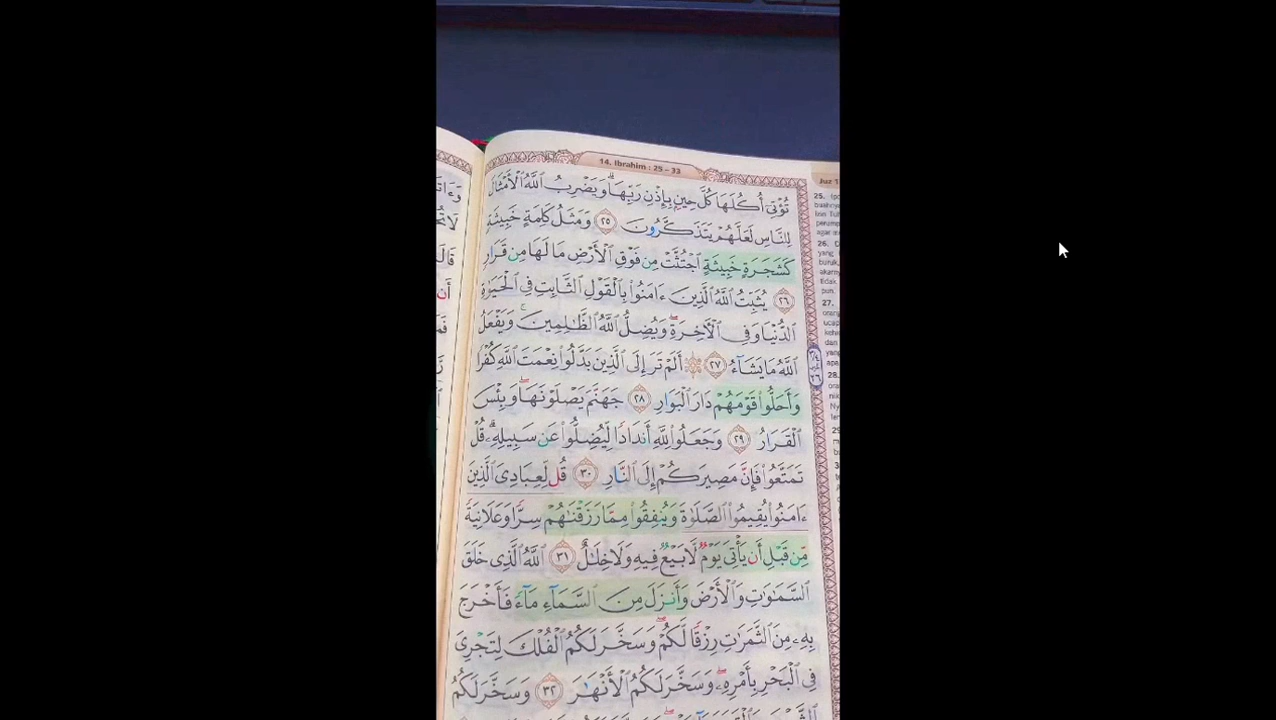 14. Ibrahim : 25 – 33
Juz 1
تُؤْتِىٓ أُكُلَهَا كُلَّ حِينٍۭ بِإِذْنِ رَبِّهَاۗ وَيَضْرِبُ ٱللَّهُ ٱلْأَمْثَالَ
لِلنَّاسِ لَعَلَّهُمْ يَتَذَكَّرُونَ ٢٥ وَمَثَلُ كَلِمَةٍ خَبِيثَةٍ
كَشَجَرَةٍ خَبِيثَةٍ ٱجْتُثَّتْ مِن فَوْقِ ٱلْأَرْضِ مَا لَهَا مِن قَرَارٍ
٢٦ يُثَبِّتُ ٱللَّهُ ٱلَّذِينَ ءَامَنُوا۟ بِٱلْقَوْلِ ٱلثَّابِتِ فِى ٱلْحَيَوٰةِ
ٱلدُّنْيَا وَفِى ٱلْأَخِرَةِۖ وَيُضِلُّ ٱللَّهُ ٱلظَّـٰلِمِينَۚ وَيَفْعَلُ
ٱللَّهُ مَا يَشَآءُ ٢٧ ۞ أَلَمْ تَرَ إِلَى ٱلَّذِينَ بَدَّلُوا۟ نِعْمَتَ ٱللَّهِ كُفْرًا
وَأَحَلُّوا۟ قَوْمَهُمْ دَارَ ٱلْبَوَارِ ٢٨ جَهَنَّمَ يَصْلَوْنَهَاۖ وَبِئْسَ
ٱلْقَرَارُ ٢٩ وَجَعَلُوا۟ لِلَّهِ أَندَادًا لِّيُضِلُّوا۟ عَن سَبِيلِهِۦۗ قُلْ
تَمَتَّعُوا۟ فَإِنَّ مَصِيرَكُمْ إِلَى ٱلنَّارِ ٣٠ قُل لِّعِبَادِىَ ٱلَّذِينَ
ءَامَنُوا۟ يُقِيمُوا۟ ٱلصَّلَوٰةَ وَيُنفِقُوا۟ مِمَّا رَزَقْنَـٰهُمْ سِرًّا وَعَلَانِيَةً
مِّن قَبْلِ أَن يَأْتِىَ يَوْمٌ لَّا بَيْعٌ فِيهِ وَلَا خِلَـٰلٌ ٣١ ٱللَّهُ ٱلَّذِى خَلَقَ
ٱلسَّمَـٰوَٰتِ وَٱلْأَرْضَ وَأَنزَلَ مِنَ ٱلسَّمَآءِ مَآءً فَأَخْرَجَ
بِهِۦ مِنَ ٱلثَّمَرَٰتِ رِزْقًا لَّكُمْۖ وَسَخَّرَ لَكُمُ ٱلْفُلْكَ لِتَجْرِىَ
فِى ٱلْبَحْرِ بِأَمْرِهِۦۖ وَسَخَّرَ لَكُمُ ٱلْأَنْهَـٰرَ ٣٢ وَسَخَّرَ لَكُمُ